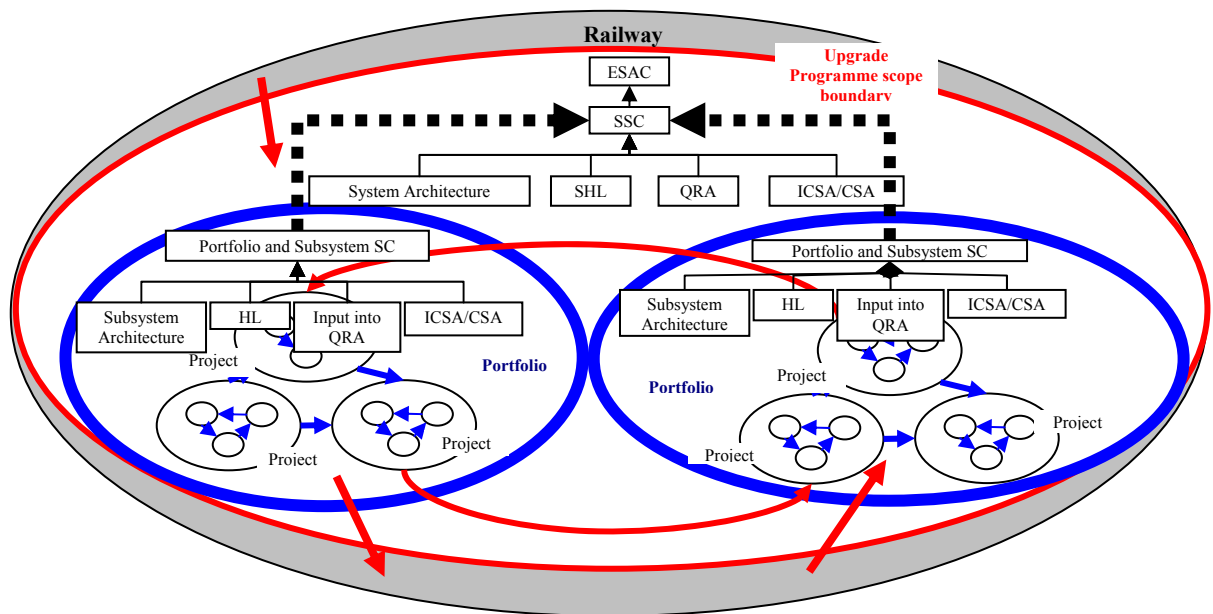 Railway
Upgrade
Programme scope
boundary
ESAC
SSC
System Architecture
SHL
QRA
ICSA/CSA
Portfolio and Subsystem SC
Portfolio and Subsystem SC
Subsystem
Architecture
HL
Input into
QRA
ICSA/CSA
Subsystem
Architecture
HL
Input into
QRA
ICSA/CSA
Project
Portfolio
Project
Project
Project
Portfolio
Project
Project